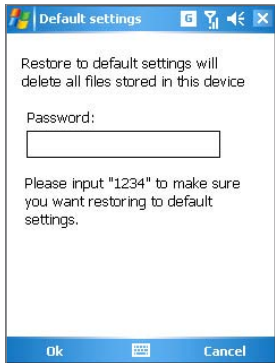 Default settings
G
Restore to default settings will
delete all files stored in this device
Password:
Please input "1234" to make sure
you want restoring to default
settings.
Ok
Cancel